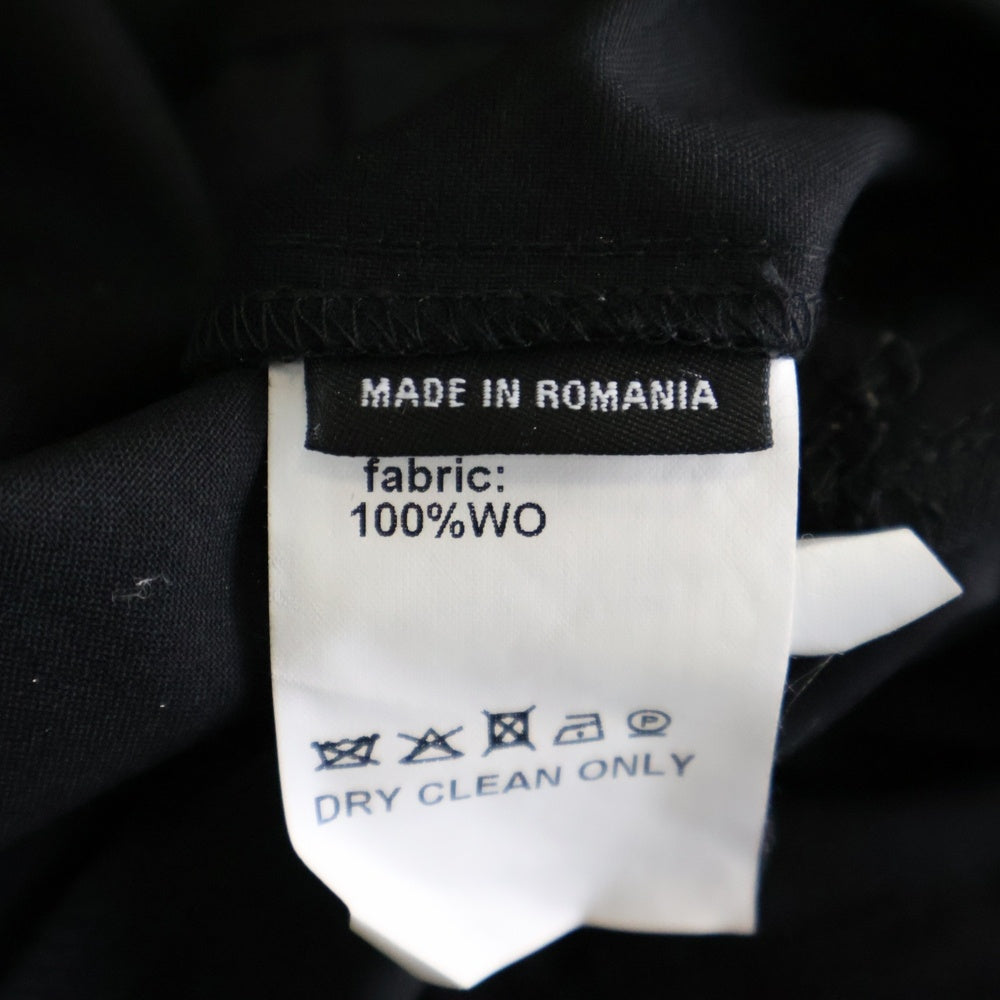 MADE IN ROMANIA
fabric:
100%WO
P
DRY CLEAN ONLY